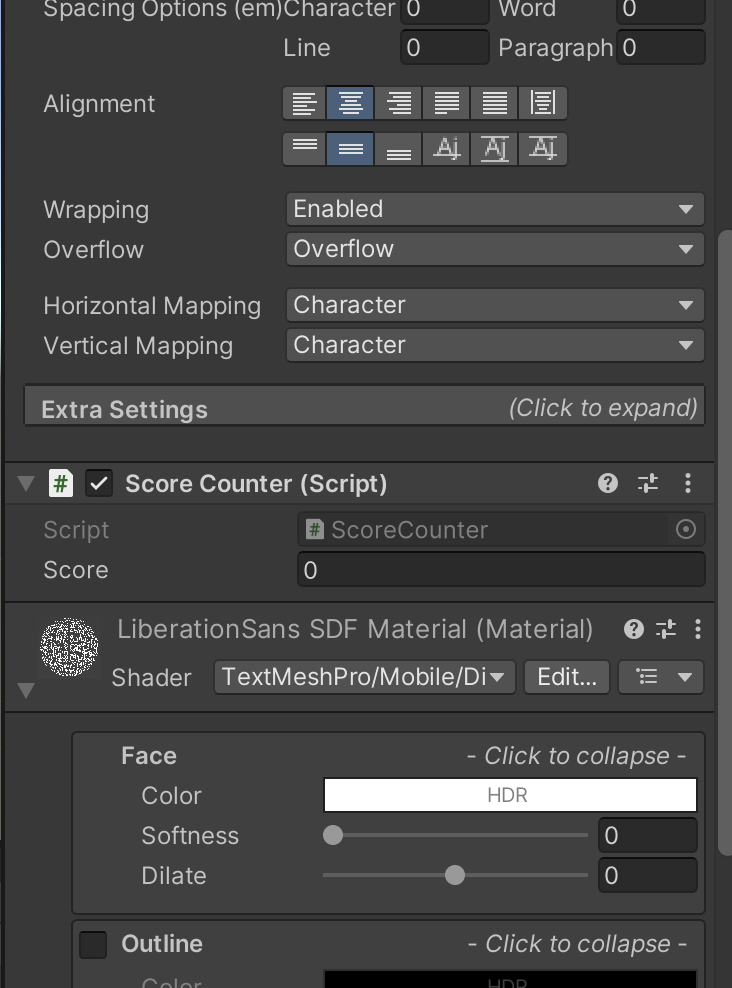 Spacing Options (em)Character 0 Word 0
Line 0 Paragraph 0
Alignment
Wrapping Enabled
Overflow Overflow
Horizontal Mapping Character
Vertical Mapping Character
Extra Settings (Click to expand)
# Score Counter (Script)
Script # ScoreCounter
Score 0
LiberationSans SDF Material (Material)
Shader TextMeshPro/Mobile/Di Edit...
Face - Click to collapse -
Color HDR
Softness 0
Dilate 0
Outline - Click to collapse -
Color HDR